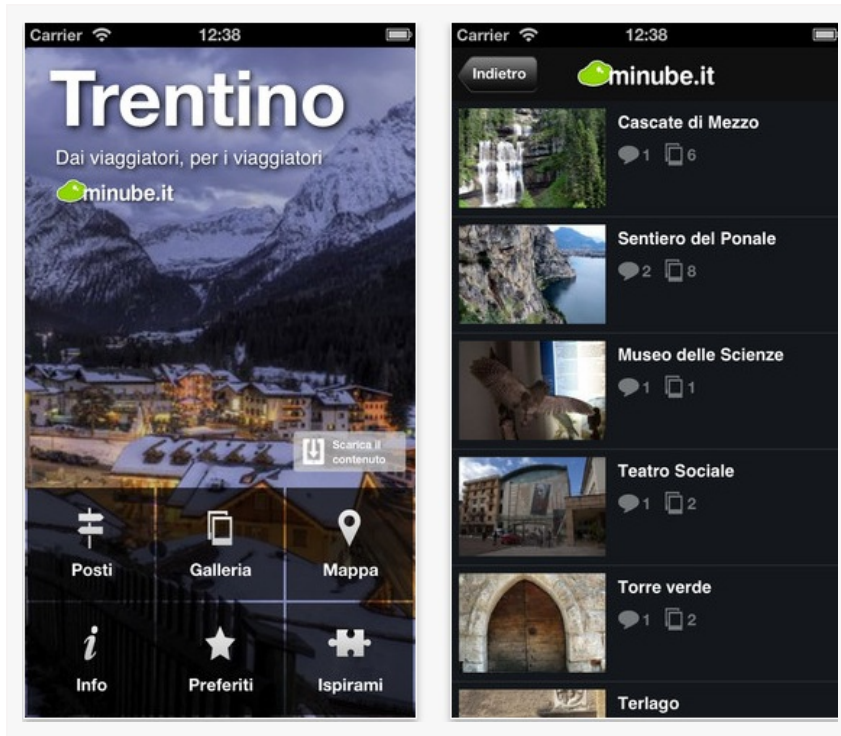 Carrier 12:38
Trentino
Dai viaggiatori, per i viaggiatori
minube.it
Scarica il
contenuto
Posti Galleria Mappa
Info Preferiti Ispirami
Carrier 12:38
Indietro minube.it
Cascate di Mezzo
1 6
Sentiero del Ponale
2 8
Museo delle Scienze
1 1
Teatro Sociale
1 2
Torre verde
1 2
Terlago